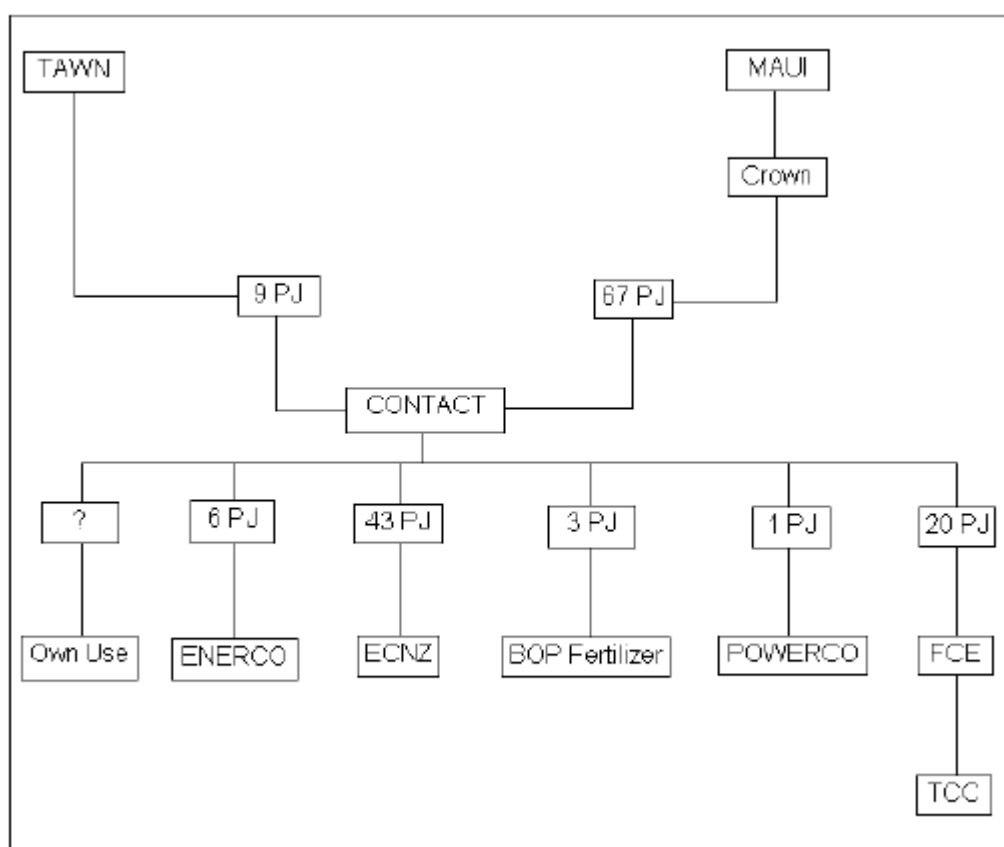 TAWN
MAUI
Crown
9 PJ
67 PJ
CONTACT
?
6 PJ
43 PJ
3 PJ
1 PJ
20 PJ
Own Use
ENERCO
ECNZ
BOP Fertilizer
POWERCO
FCE
TCC